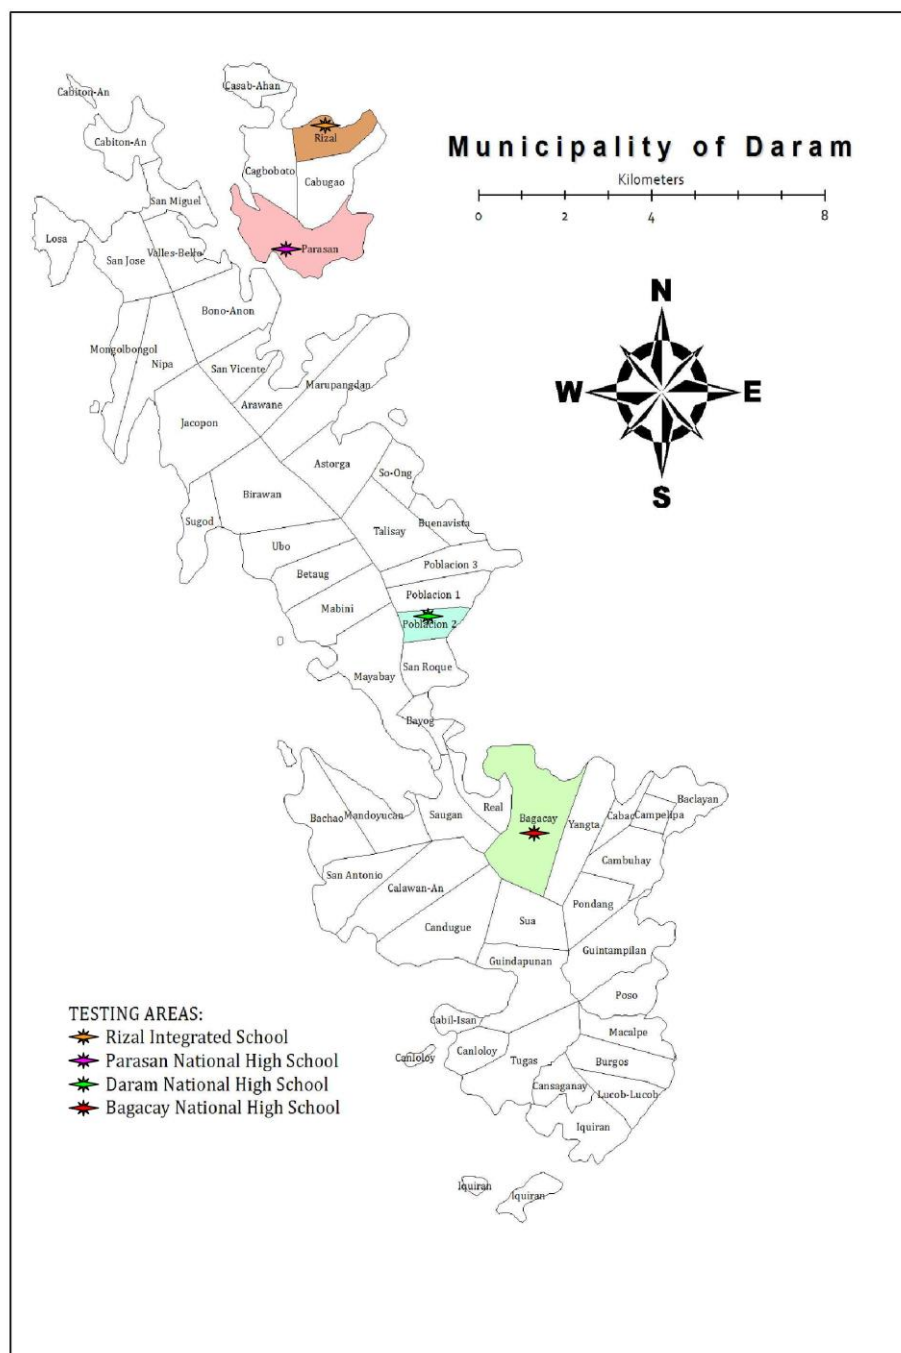 Municipality of Daram
Kilometers
0 2 4 6 8
N
W E
S
Cabiton-An
Casab-Ahan
Cabiton-An
Rizal
Cagboboto
Cabugao
San Miguel
Losa
Parasan
San Jose
Valles-Bello
Bono-Anon
Mongolbongol
Nipa
San Vicente
Marupangdan
Arawane
Jacopon
Astorga
So-Ong
Birawan
Sugod
Buenavista
Talisay
Ubo
Poblacion 3
Betaug
Poblacion 1
Mabini
Poblacion 2
San Roque
Mayabay
Bayog
Baclayan
Real
Bachao
Mandoyucan
Saugan
Bagacay
Yangta
Cabac
Campelipa
Cambuhay
San Antonio
Calawan-An
Pondang
Candugue
Sua
Guintampilan
Guindapunan
Poso
Cabil-Isan
Macalpe
Canloloy
Canloloy
Tugas
Burgos
Cansaganay
Lucob-Lucob
Iquiran
Iquiran
Iquiran
TESTING AREAS:
Rizal Integrated School
Parasan National High School
Daram National High School
Bagacay National High School